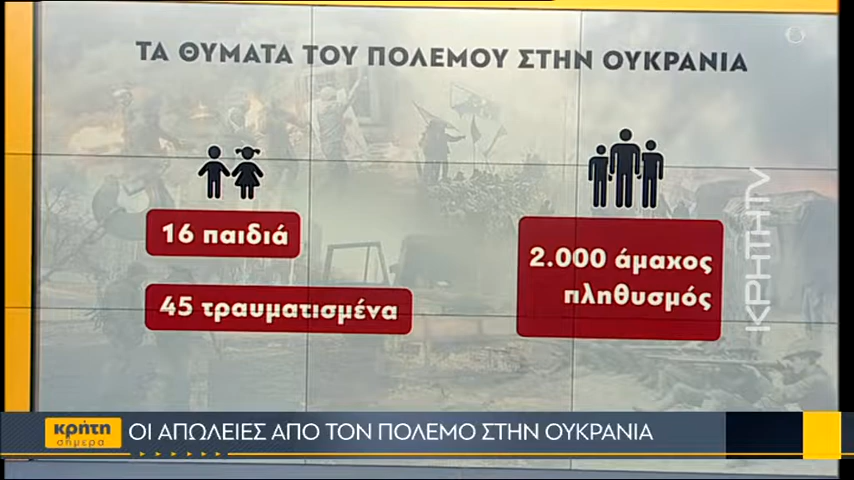 ΤΑ ΘΥΜΑΤΑ ΤΟΥ ΠΟΛΕΜΟΥ ΣΤΗΝ ΟΥΚΡΑΝΙΑ
16 παιδιά
45 τραυματισμένα
2.000 άμαχος
πληθυσμός
ΚΡΗΤΗTV
κρήτη
σήμερα
ΟΙ ΑΠΩΛΕΙΕΣ ΑΠΟ ΤΟΝ ΠΟΛΕΜΟ ΣΤΗΝ ΟΥΚΡΑΝΙΑ